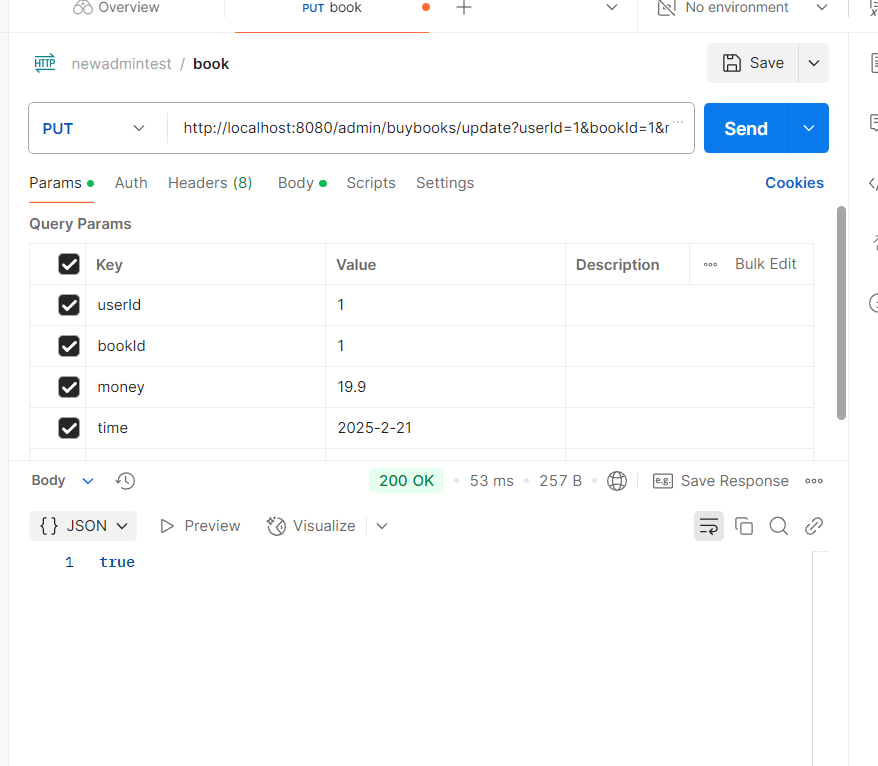 Overview PUT book No environment
HTTP newadmintest / book Save
PUT http://localhost:8080/admin/buybooks/update?userId=1&bookId=1&r ... Send
Params Auth Headers (8) Body Scripts Settings Cookies
Query Params
Key Value Description Bulk Edit
userId 1
bookId 1
money 19.9
time 2025-2-21
Body 200 OK 53 ms 257 B e.g. Save Response
{} JSON Preview Visualize
1 true